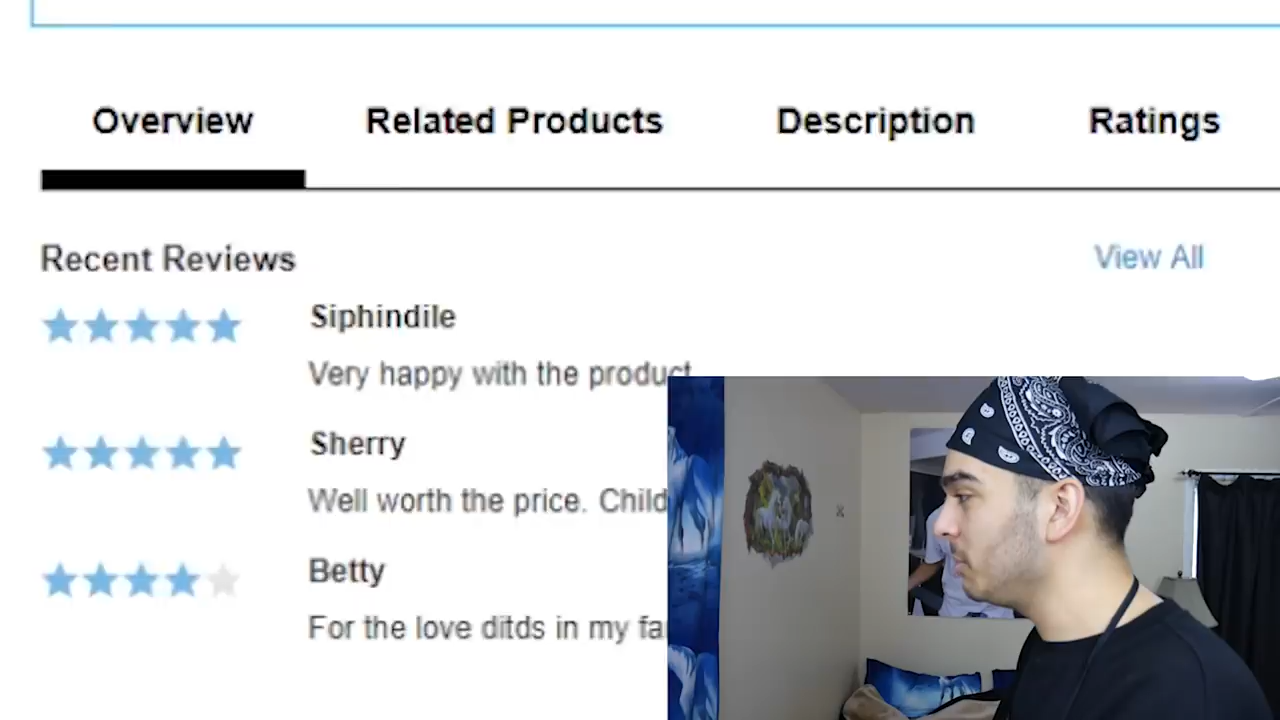 Overview Related Products Description Ratings
Recent Reviews View All
Siphindile
Very happy with the product
Sherry
Well worth the price. Child
Betty
For the love ditds in my fa